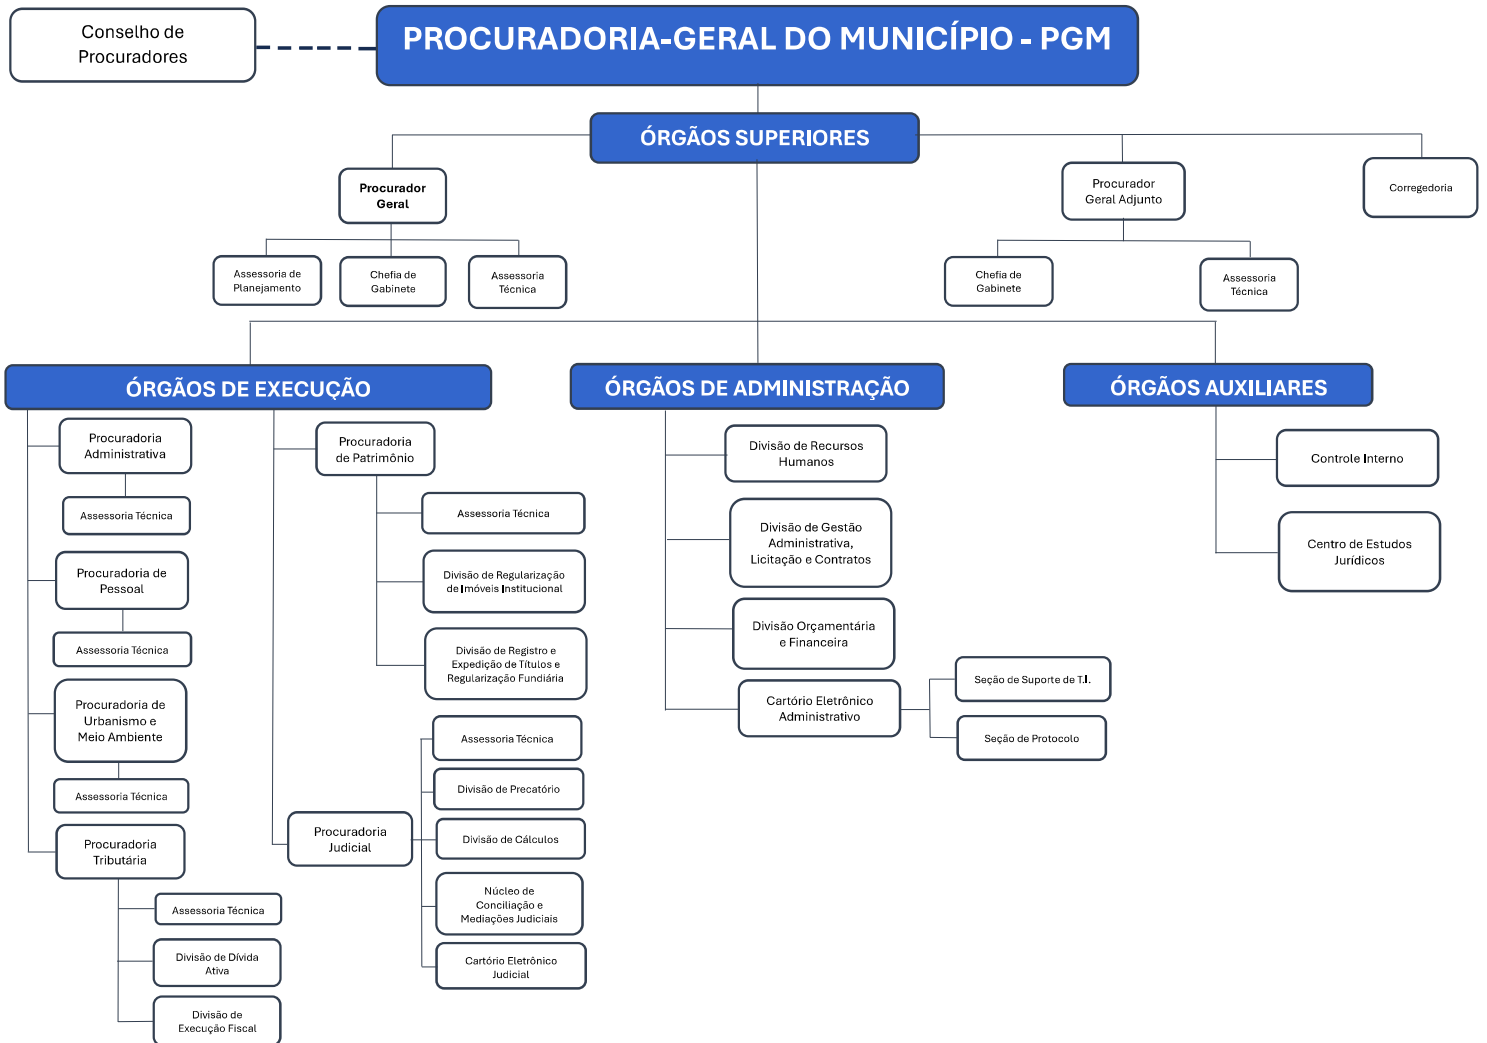 Conselho de
Procuradores
PROCURADORIA-GERAL DO MUNICÍPIO - PGM
ÓRGÃOS SUPERIORES
Procurador
Geral
Procurador
Geral Adjunto
Corregedoria
Assessoria de
Planejamento
Chefia de
Gabinete
Assessoria
Técnica
Chefia de
Gabinete
Assessoria
Técnica
ÓRGÃOS DE EXECUÇÃO
Procuradoria
Administrativa
Assessoria Técnica
Procuradoria de
Pessoal
Assessoria Técnica
Procuradoria de
Urbanismo e
Meio Ambiente
Assessoria Técnica
Procuradoria
Tributária
Assessoria Técnica
Divisão de Dívida
Ativa
Divisão de
Execução Fiscal
Procuradoria
de Patrimônio
Assessoria Técnica
Divisão de Regularização
de Imóveis Institucional
Divisão de Registro e
Expedição de Títulos e
Regularização Fundiária
Procuradoria
Judicial
Assessoria Técnica
Divisão de Precatório
Divisão de Cálculos
Núcleo de
Conciliação e
Mediações Judiciais
Cartório Eletrônico
Judicial
ÓRGÃOS DE ADMINISTRAÇÃO
Divisão de Recursos
Humanos
Divisão de Gestão
Administrativa,
Licitação e Contratos
Divisão Orçamentária
e Financeira
Cartório Eletrônico
Administrativo
Seção de Suporte de T.I.
Seção de Protocolo
ÓRGÃOS AUXILIARES
Controle Interno
Centro de Estudos
Jurídicos